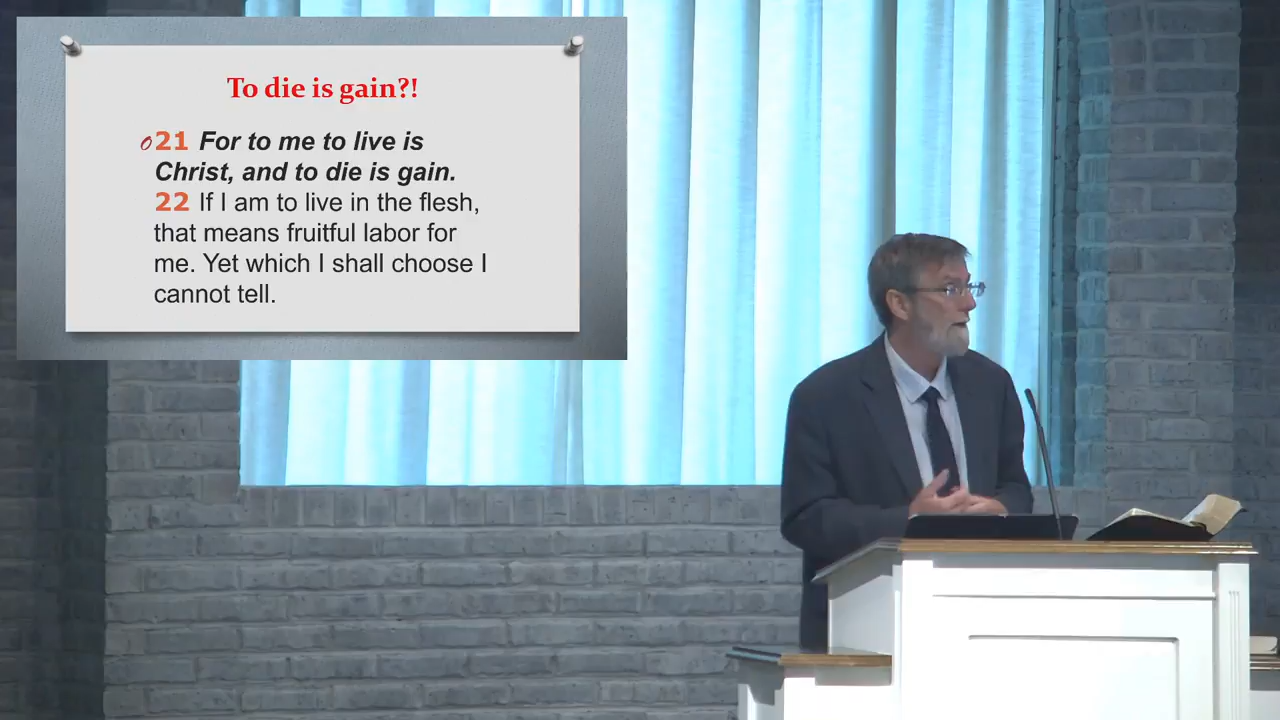 To die is gain?!
21 For to me to live is
Christ, and to die is gain.
22 If I am to live in the flesh,
that means fruitful labor for
me. Yet which I shall choose I
cannot tell.